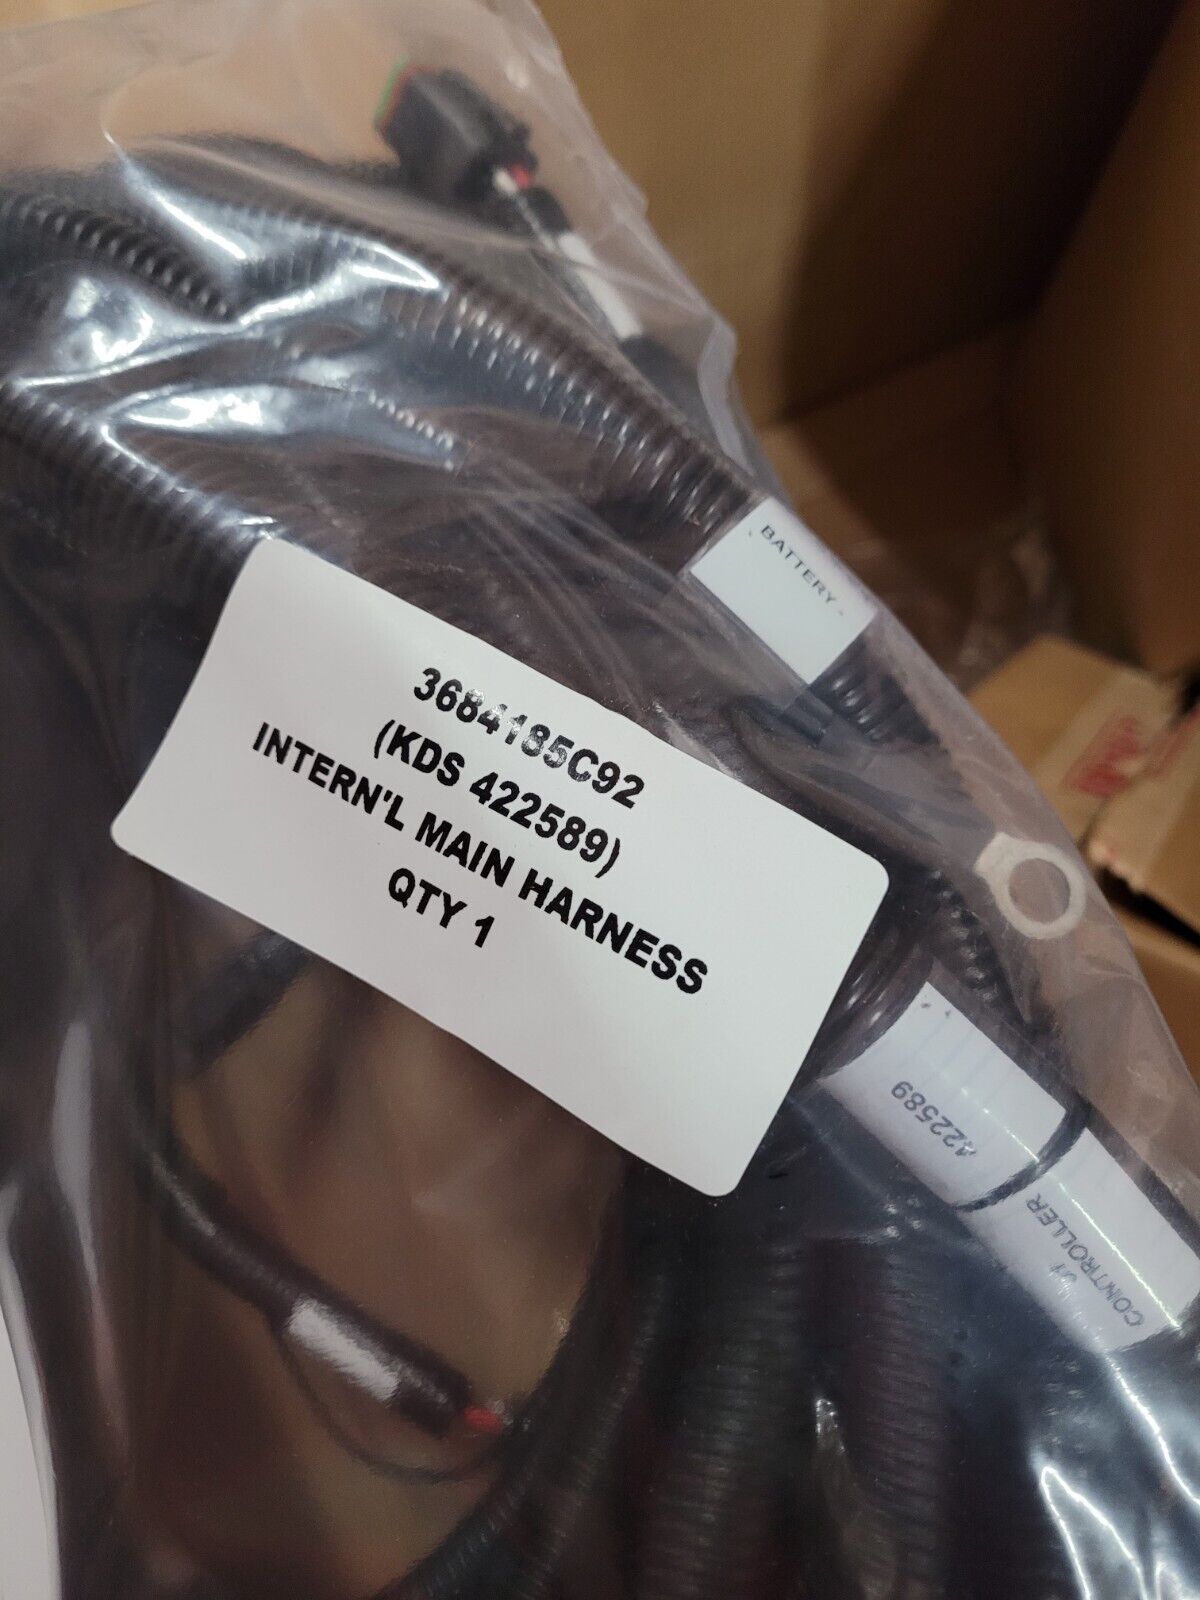 BATTERY -
3684185C92
(KDS 422589)
INTERN'L MAIN HARNESS
QTY 1
422589
CONTROLLER